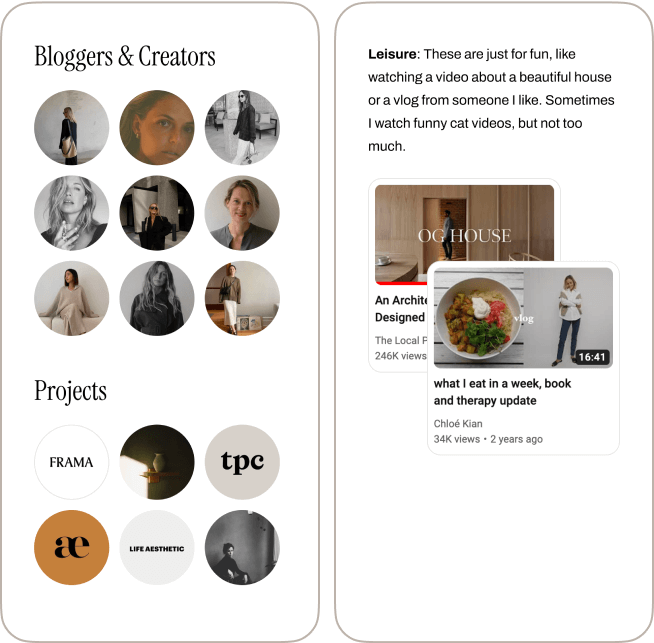 Bloggers & Creators
Projects
FRAMA
tpc
æ
LIFE AESTHETIC
Leisure: These are just for fun, like
watching a video about a beautiful house
or a vlog from someone I like. Sometimes
I watch funny cat videos, but not too
much.
OG HOUSE
An Archite
Designed
The Local P
246K views
vlog
16:41
what I eat in a week, book
and therapy update
Chloé Kian
34K views • 2 years ago